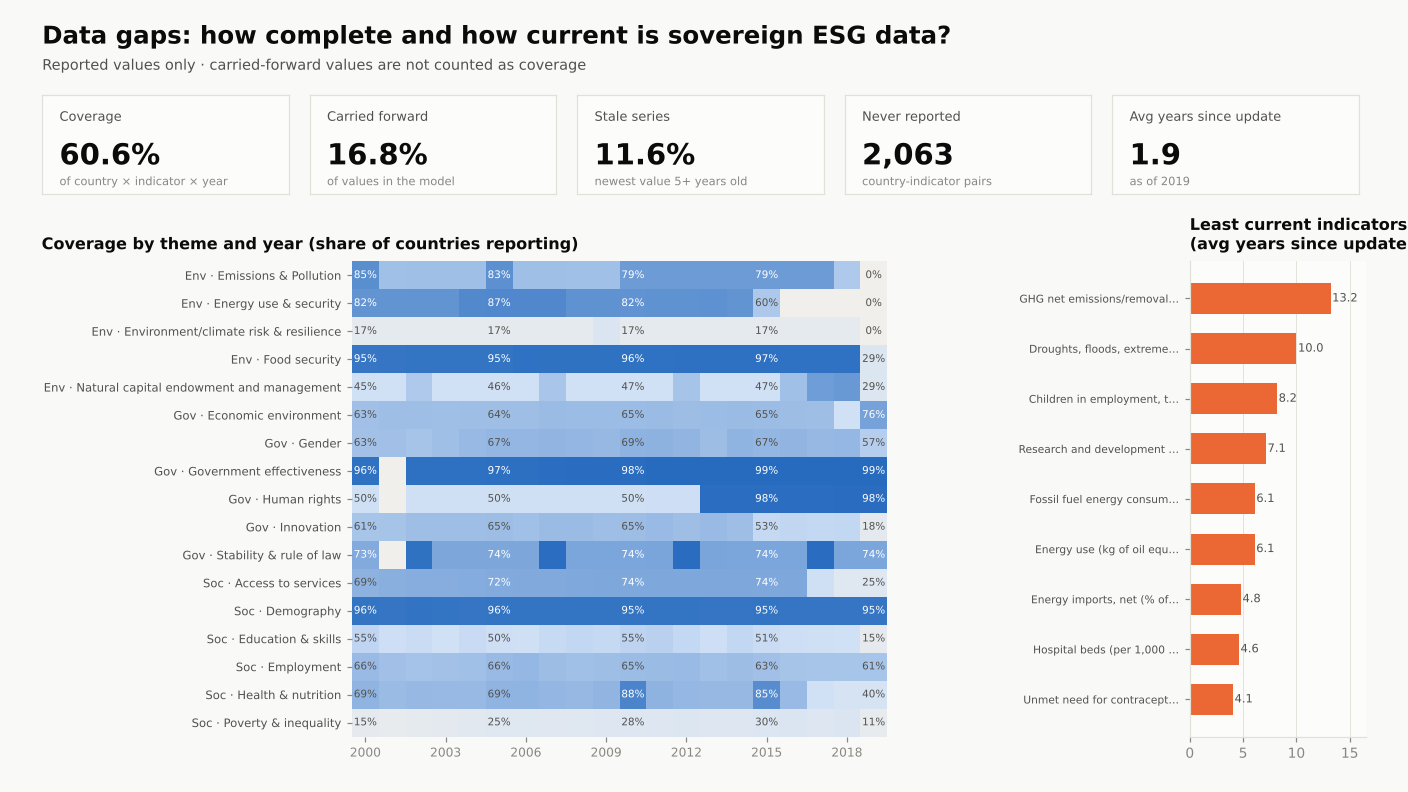 Data gaps: how complete and how current is sovereign ESG data?
Reported values only · carried-forward values are not counted as coverage
Coverage
60.6%
of country × indicator × year
Carried forward
16.8%
of values in the model
Stale series
11.6%
newest value 5+ years old
Never reported
2,063
country-indicator pairs
Avg years since update
1.9
as of 2019
Coverage by theme and year (share of countries reporting)
Env · Emissions & Pollution 85% 83% 79% 79% 0%
Env · Energy use & security 82% 87% 82% 60% 0%
Env · Environment/climate risk & resilience 17% 17% 17% 17% 0%
Env · Food security 95% 95% 96% 97% 29%
Env · Natural capital endowment and management 45% 46% 47% 47% 29%
Gov · Economic environment 63% 64% 65% 65% 76%
Gov · Gender 63% 67% 69% 67% 57%
Gov · Government effectiveness 96% 97% 98% 99% 99%
Gov · Human rights 50% 50% 50% 98% 98%
Gov · Innovation 61% 65% 65% 53% 18%
Gov · Stability & rule of law 73% 74% 74% 74% 74%
Soc · Access to services 69% 72% 74% 74% 25%
Soc · Demography 96% 96% 95% 95% 95%
Soc · Education & skills 55% 50% 55% 51% 15%
Soc · Employment 66% 66% 65% 63% 61%
Soc · Health & nutrition 69% 69% 88% 85% 40%
Soc · Poverty & inequality 15% 25% 28% 30% 11%
2000 2003 2006 2009 2012 2015 2018
Least current indicators
(avg years since update
GHG net emissions/removal… 13.2
Droughts, floods, extreme… 10.0
Children in employment, t… 8.2
Research and development … 7.1
Fossil fuel energy consum… 6.1
Energy use (kg of oil equ… 6.1
Energy imports, net (% of… 4.8
Hospital beds (per 1,000 … 4.6
Unmet need for contracept… 4.1
0 5 10 15